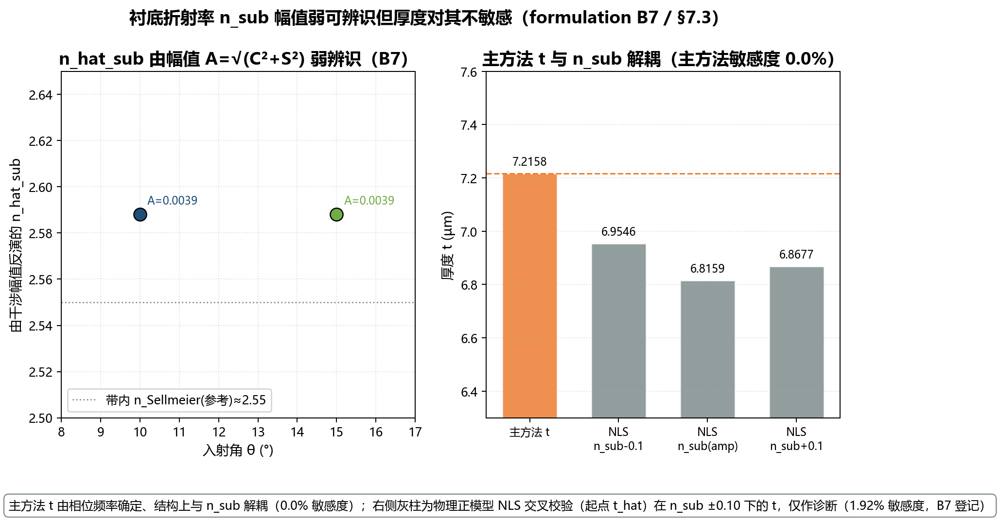 衬底折射率 n_sub 幅值弱可辨识但厚度对其不敏感（formulation B7 / §7.3）
n_hat_sub 由幅值 A=√(C²+S²) 弱辨识（B7）
由干涉幅值反演的 n_hat_sub
2.64
2.62
2.60
2.58
2.56
2.54
2.52
2.50
A=0.0039
A=0.0039
带内 n_Sellmeier(参考)≈2.55
8
9
10
11
12
13
14
15
16
17
入射角 θ (°)
主方法 t 与 n_sub 解耦（主方法敏感度 0.0%）
厚度 t (μm)
7.6
7.4
7.2
7.0
6.8
6.6
6.4
7.2158
6.9546
6.8159
6.8677
主方法 t
NLS
n_sub-0.1
NLS
n_sub(amp)
NLS
n_sub+0.1
主方法 t 由相位频率确定、结构上与 n_sub 解耦（0.0% 敏感度）；右侧灰柱为物理正模型 NLS 交叉校验（起点 t_hat）在 n_sub ±0.10 下的 t，仅作诊断（1.92% 敏感度，B7 登记）